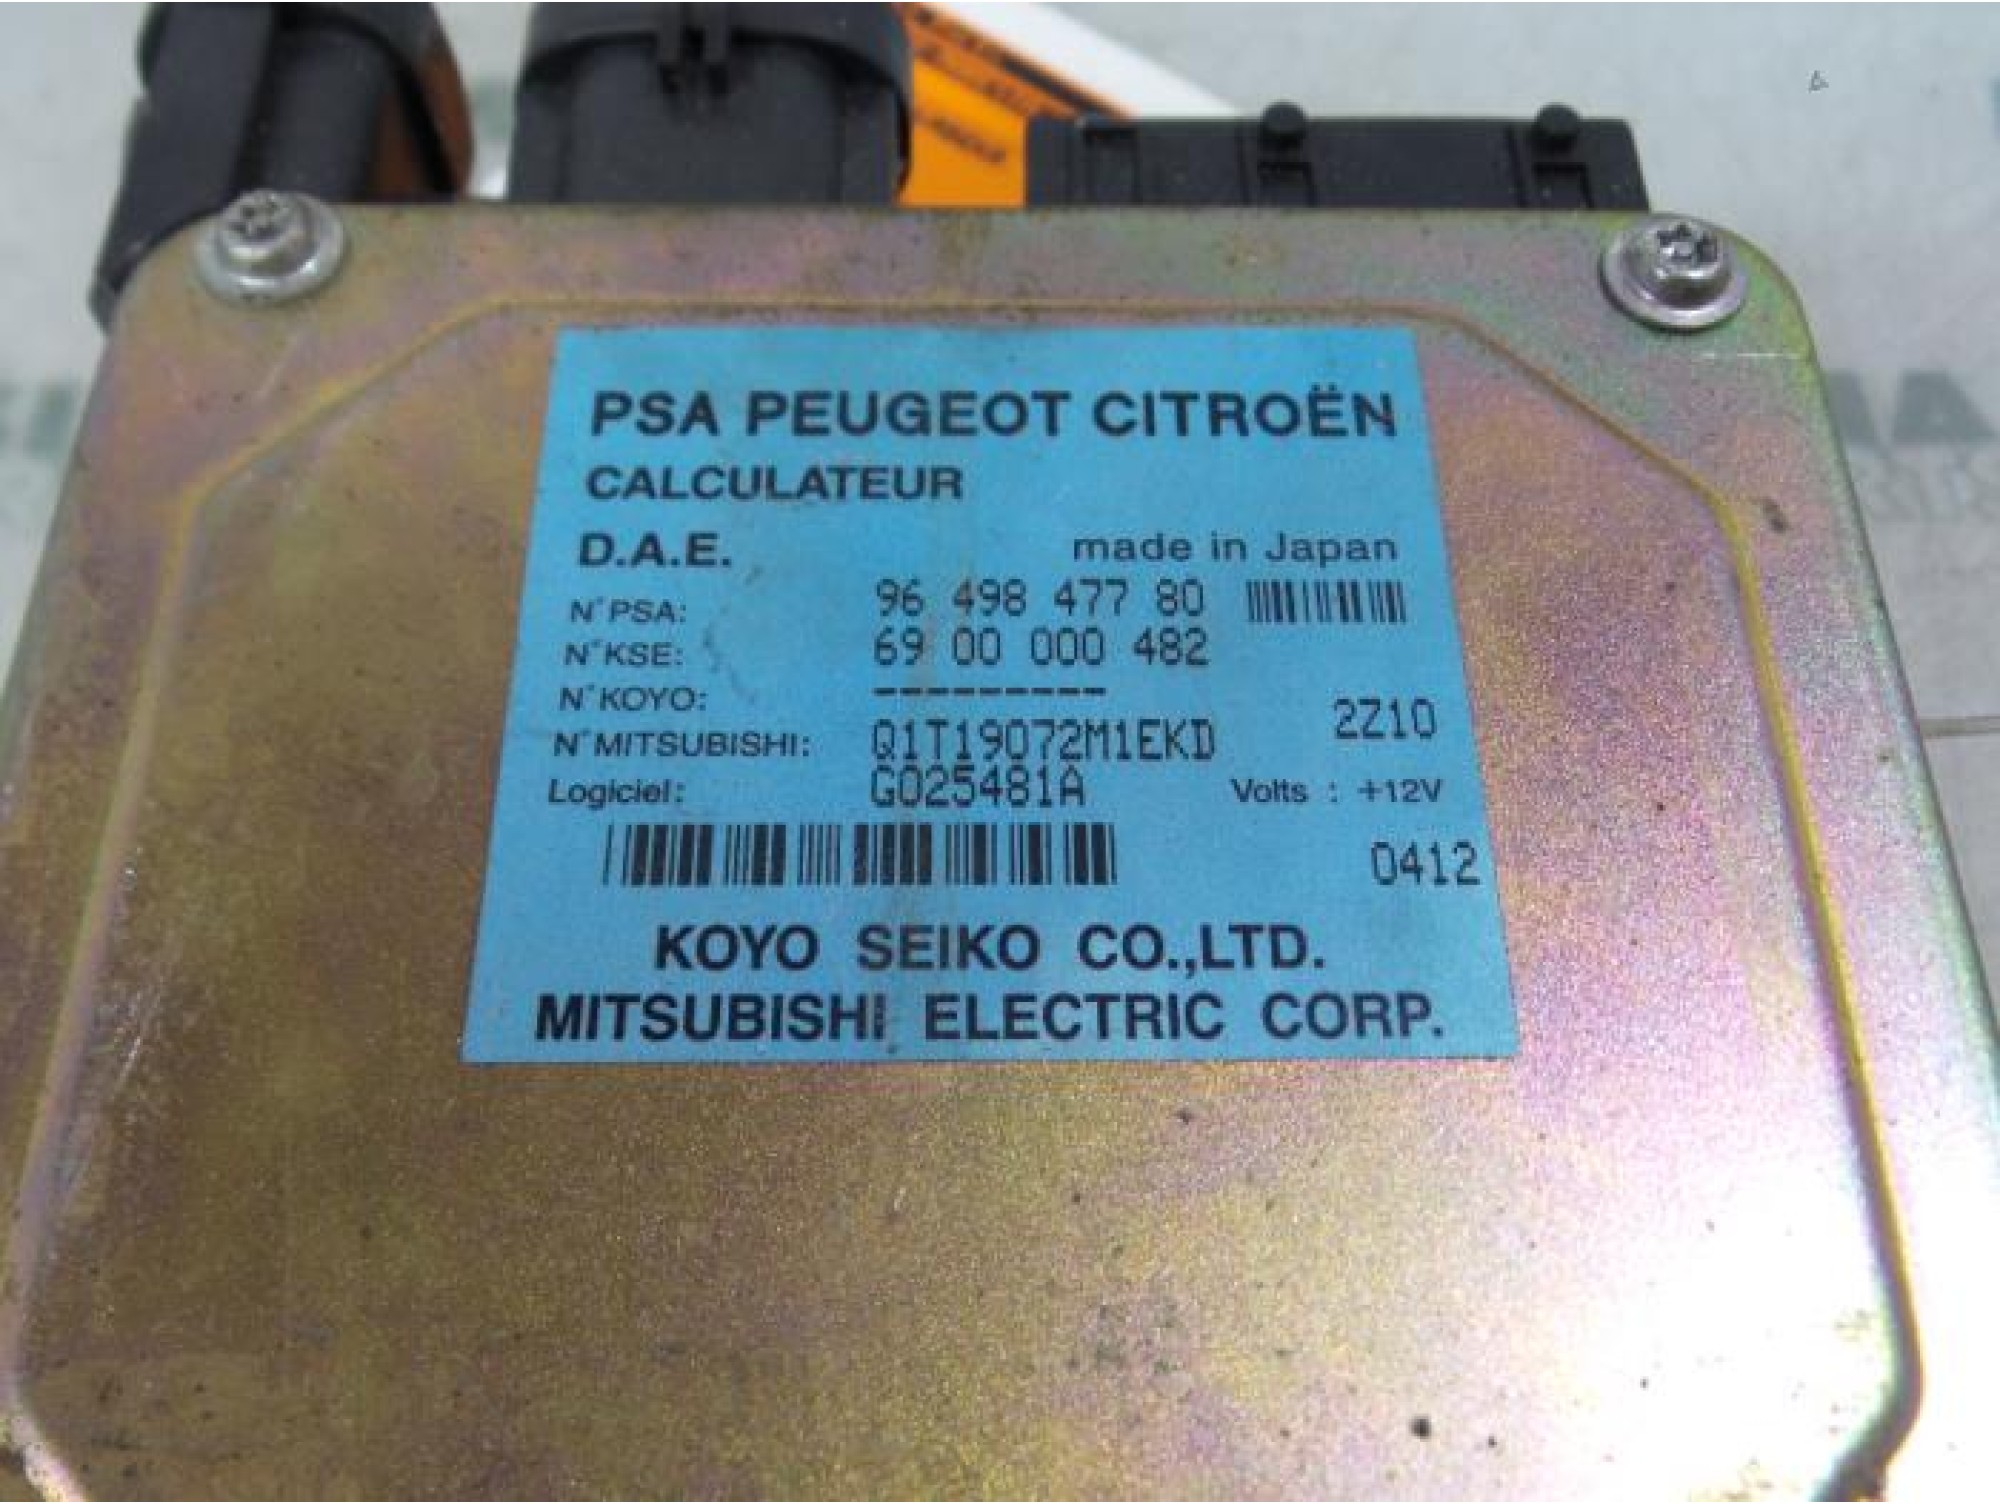 PSA PEUGEOT CITROËN
CALCULATEUR
D.A.E. made in Japan
N°PSA: 96 498 477 80
N°KSE: 69 00 000 482
N°KOYO: ---------
2Z10
N°MITSUBISHI: Q1T19072M1EKD
Logiciel: G025481A Volts : +12V
0412
KOYO SEIKO CO.,LTD.
MITSUBISHI ELECTRIC CORP.